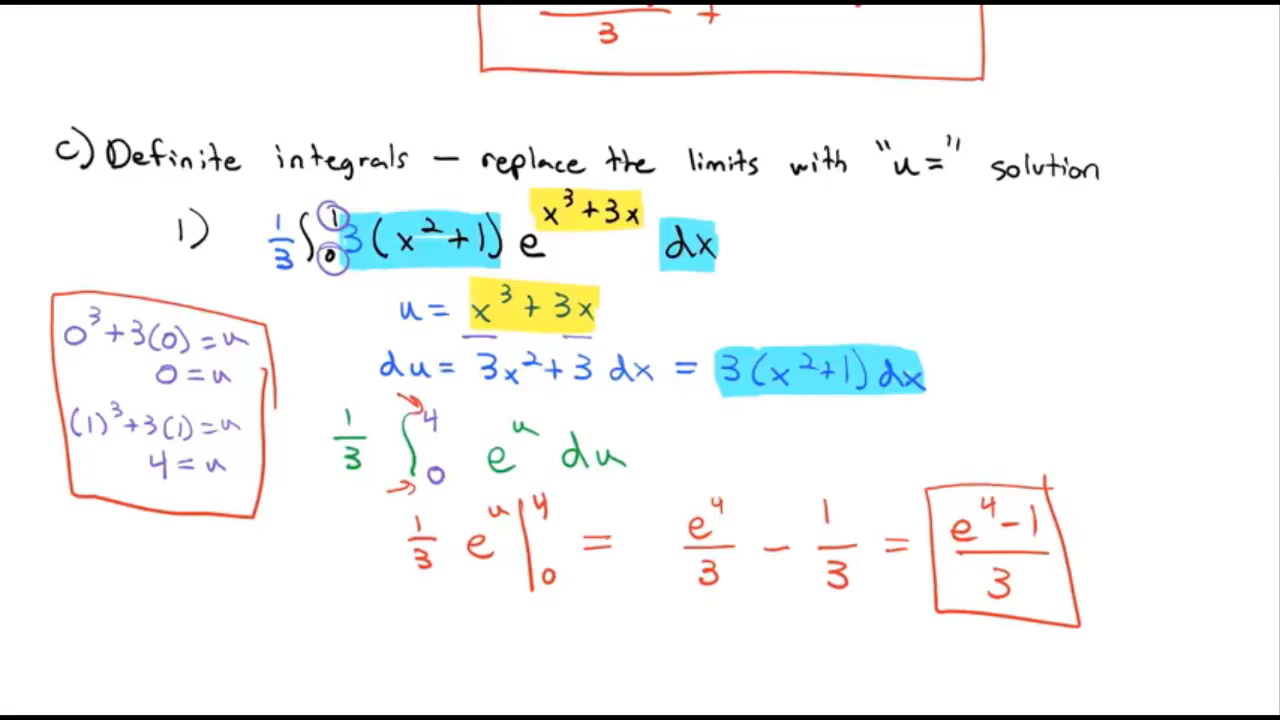 3 +
c) Definite integrals – replace the limits with "u=" solution
1) 1/3 ∫₀¹ 3(x²+1) e^(x³+3x) dx
u = x³+3x
du = 3x²+3 dx = 3(x²+1)dx
0³+3(0)=u
0=u
(1)³+3(1)=u
4=u
1/3 ∫₀⁴ e^u du
1/3 e^u |₀⁴ = e⁴/3 − 1/3 = (e⁴−1)/3